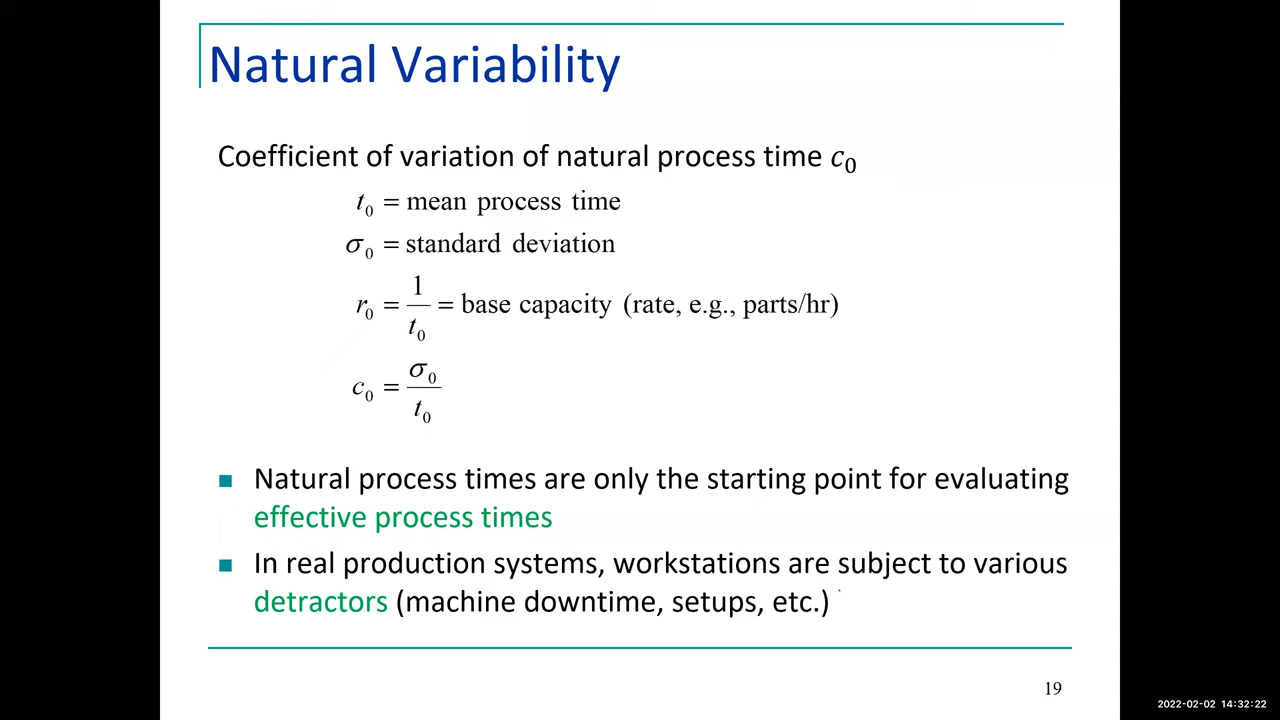 Natural Variability
Coefficient of variation of natural process time c₀
t₀ = mean process time
σ₀ = standard deviation
r₀ = 1/t₀ = base capacity (rate, e.g., parts/hr)
c₀ = σ₀/t₀
Natural process times are only the starting point for evaluating
effective process times
In real production systems, workstations are subject to various
detractors (machine downtime, setups, etc.)
19
2022-02-02 14:32:22